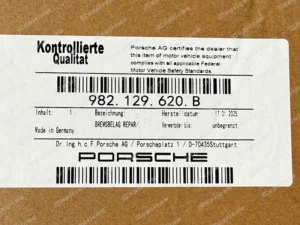 Kontrollierte
Qualität
Porsche AG certifies the dealer that
this item of motor vehicle equipment
complies with all applicable Federal
Motor Vehicle Safety Standards.
982. 129. 620. B
Inhalt: 1 Bezeichnung: Hersteldatum: 17 01 2025
Made in Germany BREMSBELAG REPAR/ Verwertbar bis: unbegrenzt
Dr. Ing. h. c. F. Porsche AG / Porscheplatz 1 / D-70435Stuttgart
PORSCHE